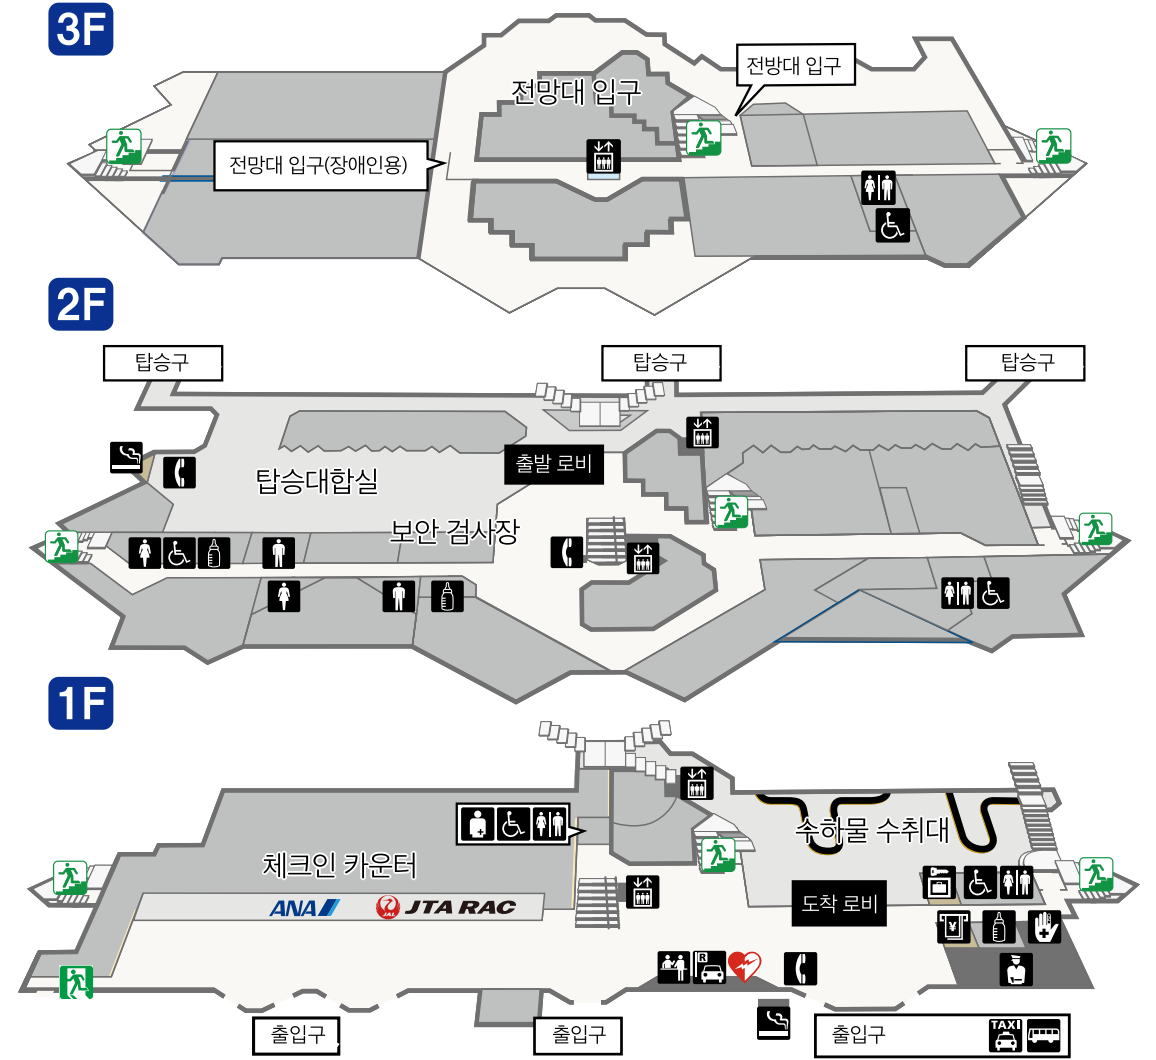 3F
전망대 입구
전방대 입구
전망대 입구(장애인용)
2F
탑승구
탑승구
탑승구
출발 로비
탑승대합실
보안 검사장
1F
수하물 수취대
체크인 카운터
ANA
JAL
JTA RAC
도착 로비
¥
R
출입구
출입구
출입구
TAXI